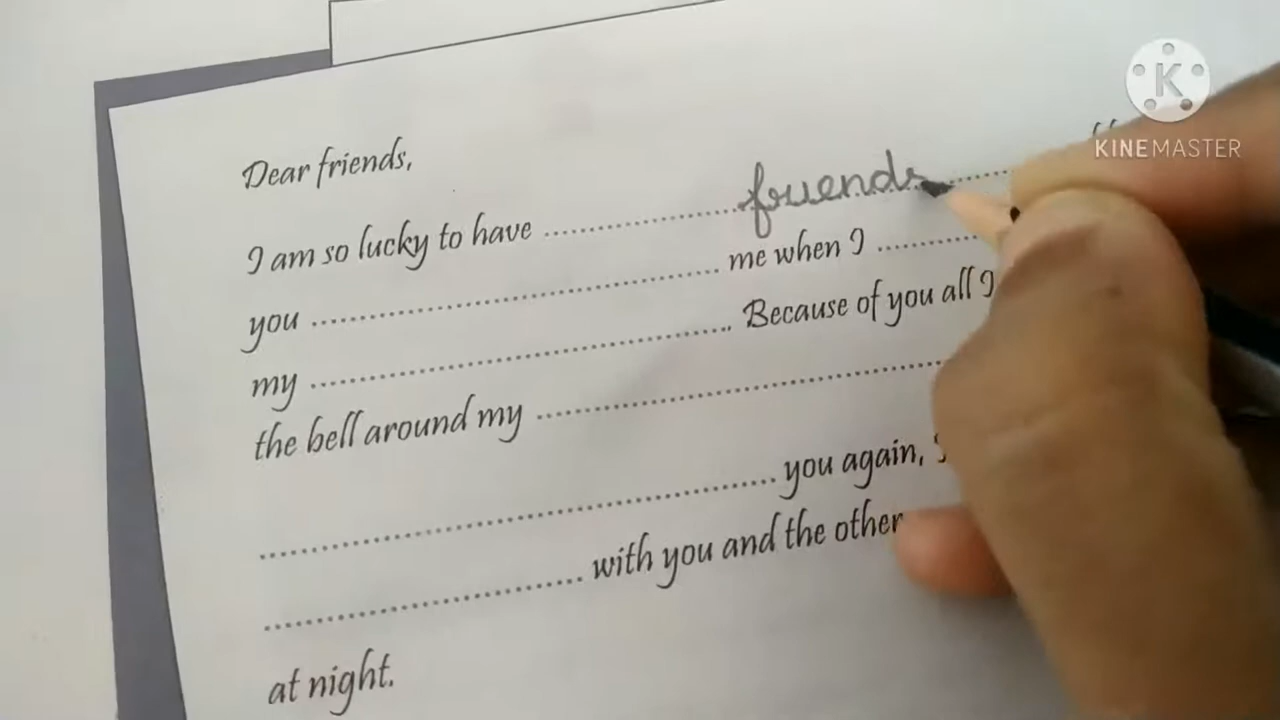 Dear friends,
I am so lucky to have .......... friends ..........
you .......... me when I ..........
my .......... Because of you all I
the bell around my ..........
.......... you again, I
.......... with you and the other
at night.
K
KINEMASTER